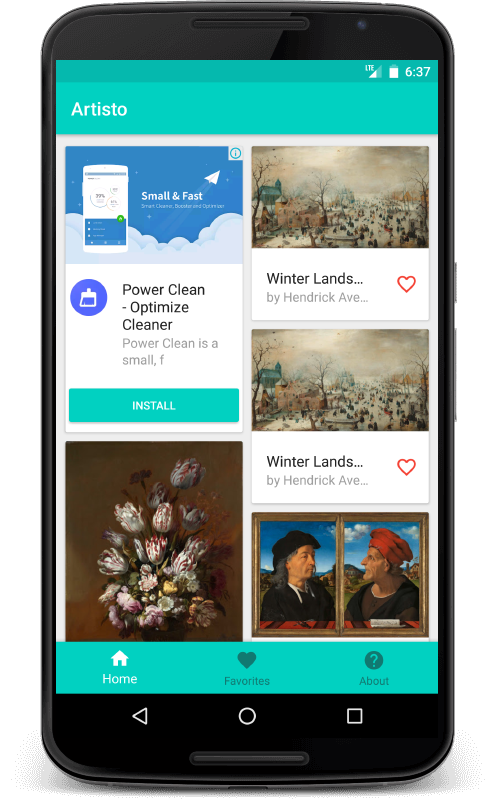 LTE 6:37
Artisto
Small & Fast
Smart Cleaner, Booster and Optimizer
Power Clean
- Optimize
Cleaner
Power Clean is a
small, f
INSTALL
Winter Lands...
by Hendrick Ave...
Winter Lands...
by Hendrick Ave...
Home
Favorites
About